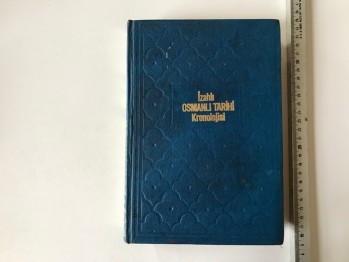 İzahlı
OSMANLI TARİHİ
Kronolojisi